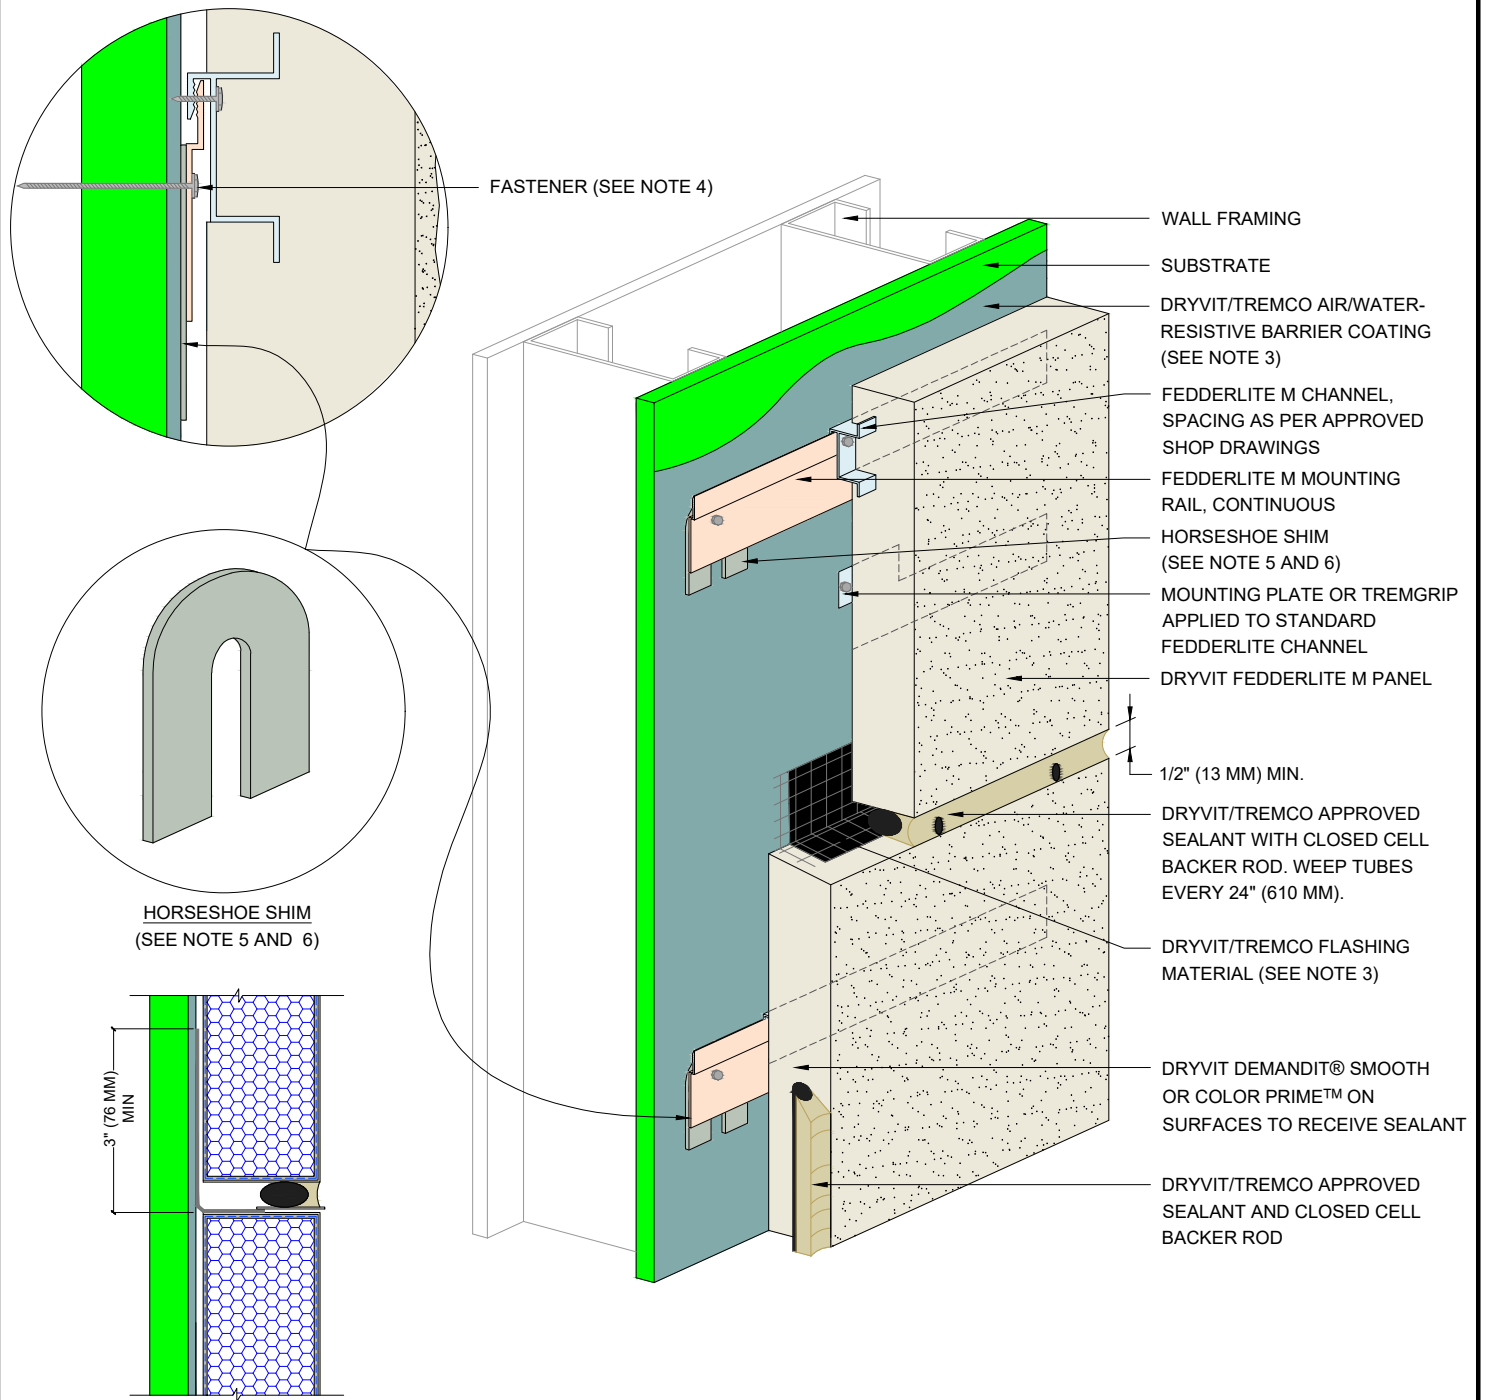 FASTENER (SEE NOTE 4)
WALL FRAMING
SUBSTRATE
DRYVIT/TREMCO AIR/WATER-
RESISTIVE BARRIER COATING
(SEE NOTE 3)
FEDDERLITE M CHANNEL,
SPACING AS PER APPROVED
SHOP DRAWINGS
FEDDERLITE M MOUNTING
RAIL, CONTINUOUS
HORSESHOE SHIM
(SEE NOTE 5 AND 6)
MOUNTING PLATE OR TREMGRIP
APPLIED TO STANDARD
FEDDERLITE CHANNEL
DRYVIT FEDDERLITE M PANEL
1/2" (13 MM) MIN.
DRYVIT/TREMCO APPROVED
SEALANT WITH CLOSED CELL
BACKER ROD. WEEP TUBES
EVERY 24" (610 MM).
DRYVIT/TREMCO FLASHING
MATERIAL (SEE NOTE 3)
DRYVIT DEMANDIT® SMOOTH
OR COLOR PRIME™ ON
SURFACES TO RECEIVE SEALANT
DRYVIT/TREMCO APPROVED
SEALANT AND CLOSED CELL
BACKER ROD
HORSESHOE SHIM
(SEE NOTE 5 AND 6)
3" (76 MM)
MIN